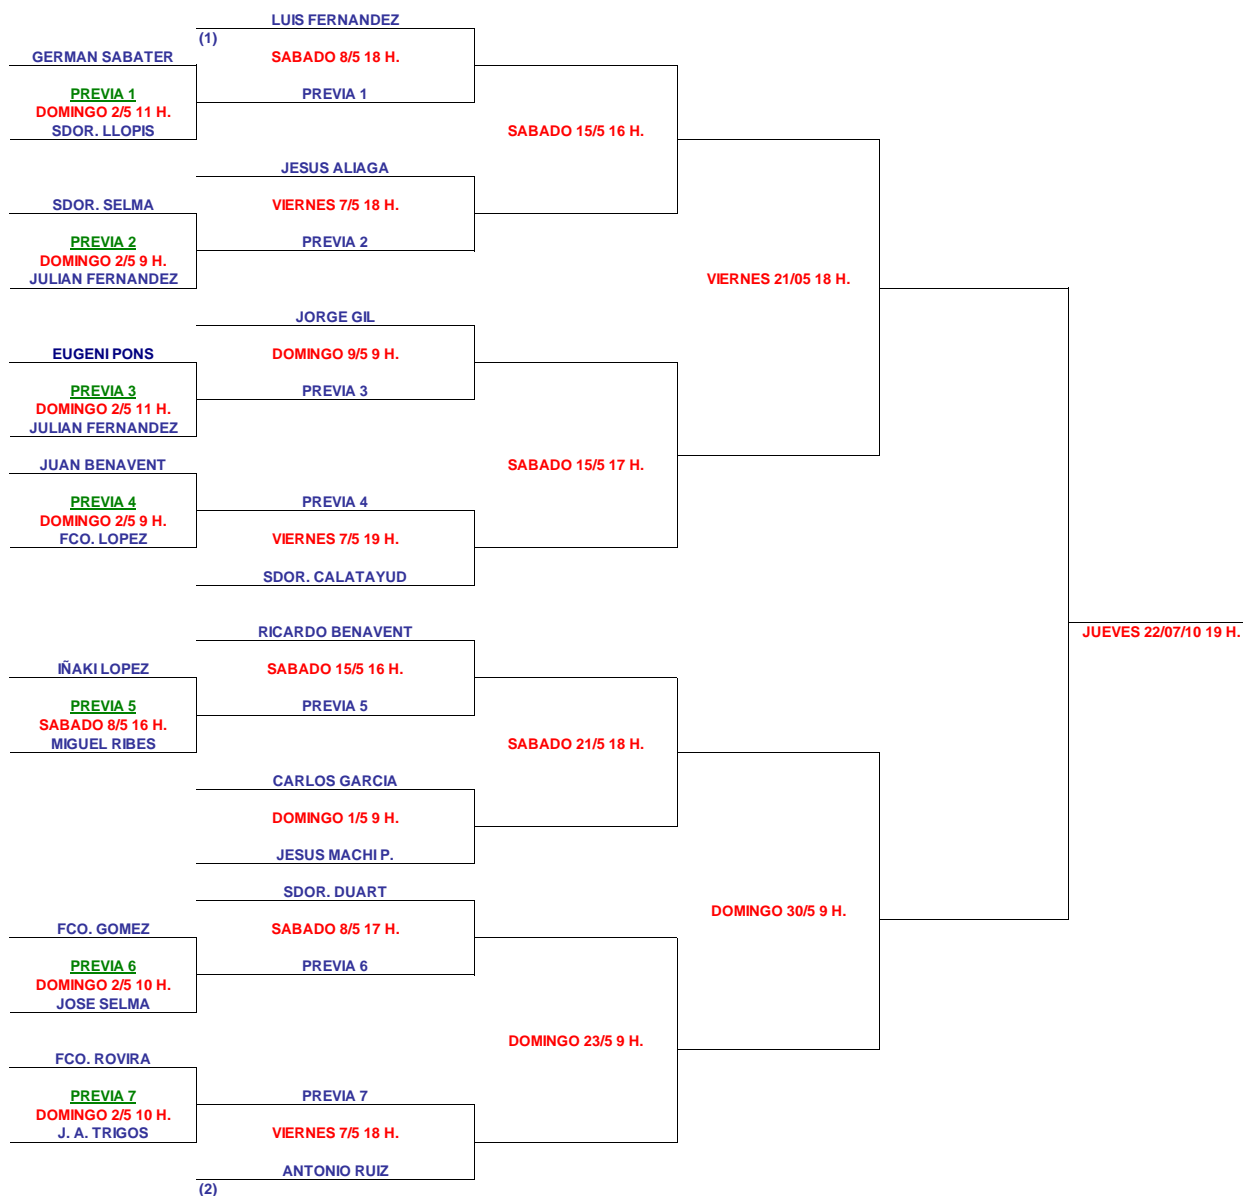 LUIS FERNANDEZ
(1)
GERMAN SABATER
SABADO 8/5 18 H.
PREVIA 1
PREVIA 1
DOMINGO 2/5 11 H.
SDOR. LLOPIS
SABADO 15/5 16 H.
JESUS ALIAGA
SDOR. SELMA
VIERNES 7/5 18 H.
PREVIA 2
PREVIA 2
DOMINGO 2/5 9 H.
JULIAN FERNANDEZ
VIERNES 21/05 18 H.
JORGE GIL
EUGENI PONS
DOMINGO 9/5 9 H.
PREVIA 3
PREVIA 3
DOMINGO 2/5 11 H.
JULIAN FERNANDEZ
JUAN BENAVENT
SABADO 15/5 17 H.
PREVIA 4
PREVIA 4
DOMINGO 2/5 9 H.
FCO. LOPEZ
VIERNES 7/5 19 H.
SDOR. CALATAYUD
RICARDO BENAVENT
JUEVES 22/07/10 19 H.
IÑAKI LOPEZ
SABADO 15/5 16 H.
PREVIA 5
PREVIA 5
SABADO 8/5 16 H.
MIGUEL RIBES
SABADO 21/5 18 H.
CARLOS GARCIA
DOMINGO 1/5 9 H.
JESUS MACHI P.
SDOR. DUART
DOMINGO 30/5 9 H.
FCO. GOMEZ
SABADO 8/5 17 H.
PREVIA 6
PREVIA 6
DOMINGO 2/5 10 H.
JOSE SELMA
DOMINGO 23/5 9 H.
FCO. ROVIRA
PREVIA 7
PREVIA 7
DOMINGO 2/5 10 H.
J. A. TRIGOS
VIERNES 7/5 18 H.
ANTONIO RUIZ
(2)